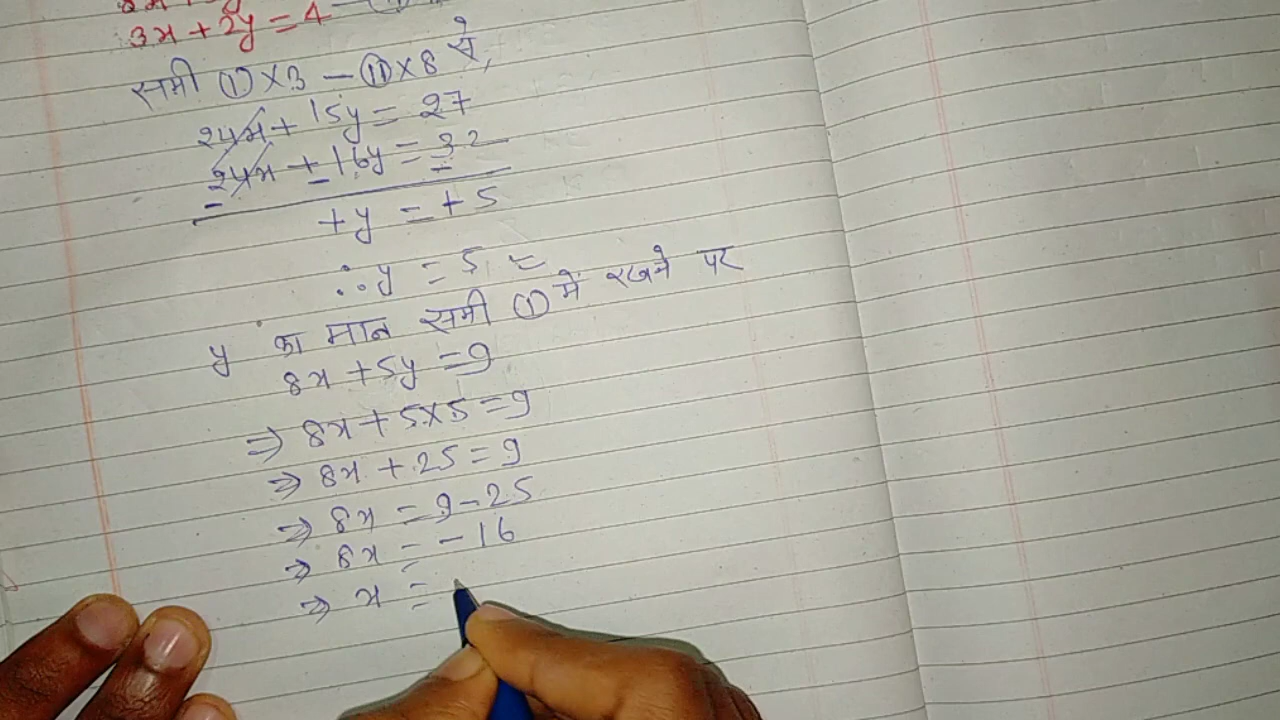 3x + 2y = 4
समी ① × 3 − ⑪ × 8 से,
24x + 15y = 27
24x + 16y = 32
- - -
+y = +5
∴ y = 5
y का मान समी ① में रखने पर
8x + 5y = 9
⇒ 8x + 5×5 = 9
⇒ 8x + 25 = 9
⇒ 8x = 9 − 25
⇒ 8x = − 16
⇒ x =